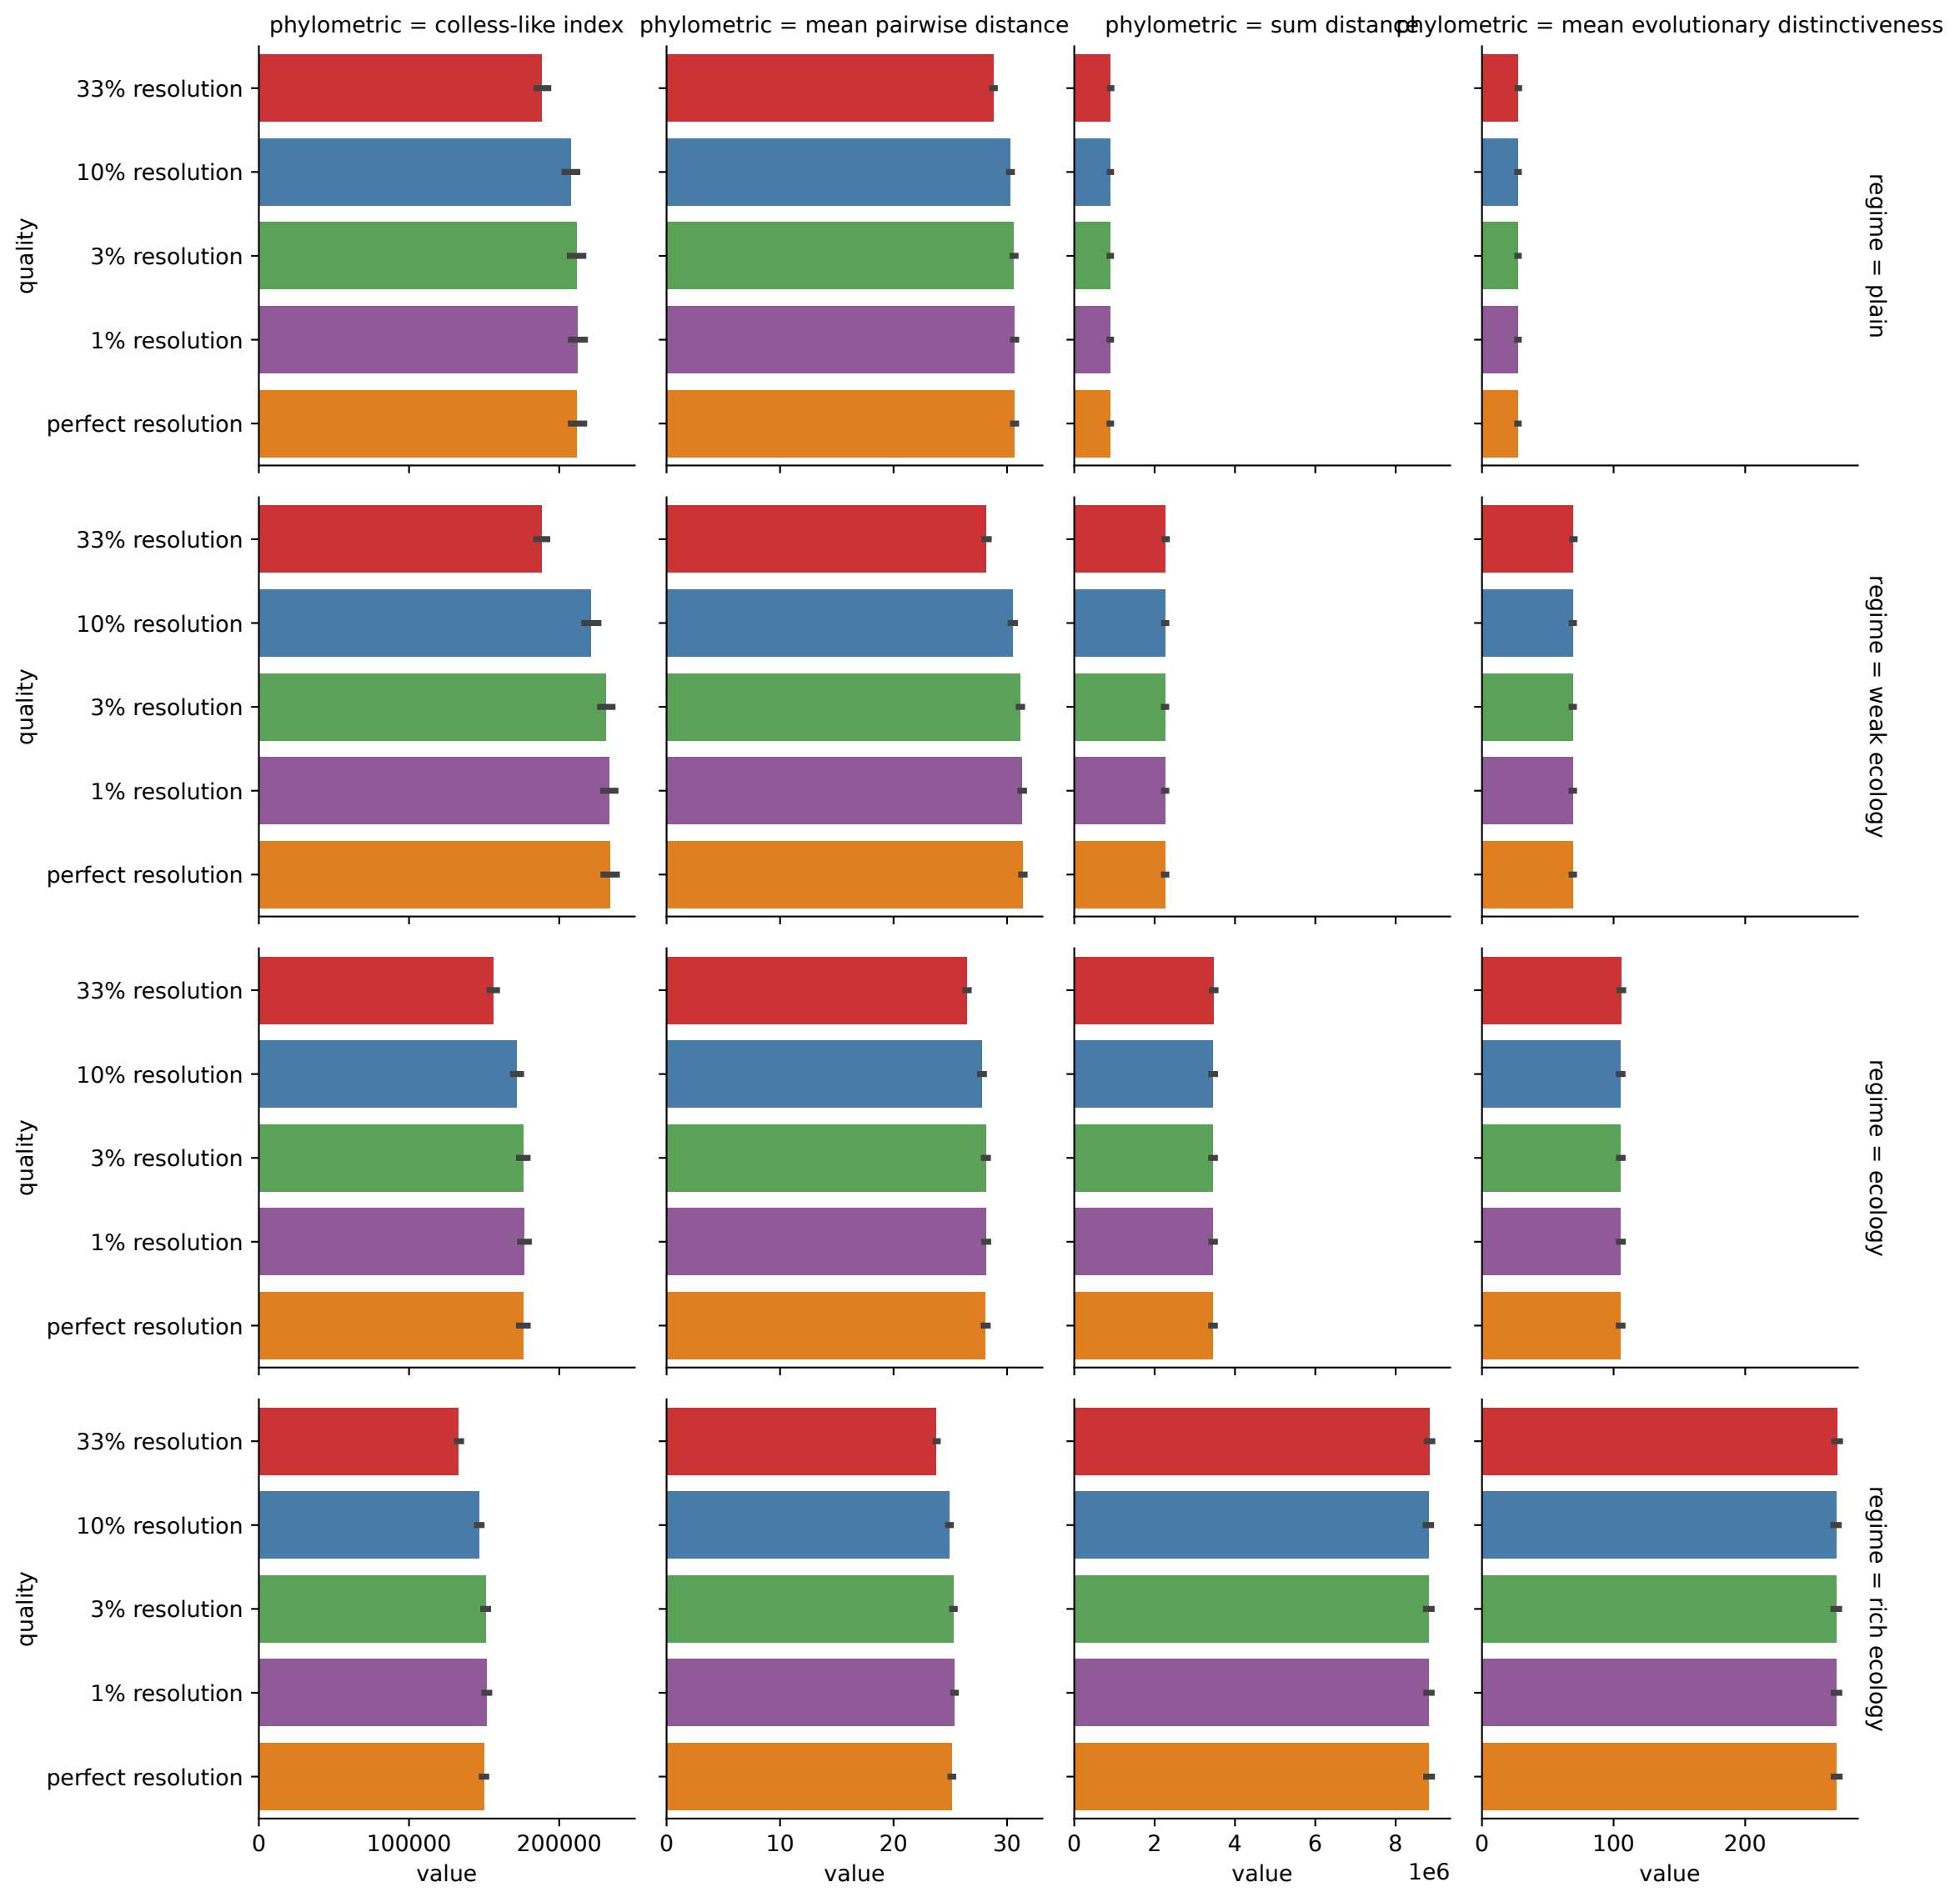 phylometric = colless-like index
phylometric = mean pairwise distance
phylometric = sum distance
phylometric = mean evolutionary distinctiveness
quality
33% resolution
10% resolution
3% resolution
1% resolution
perfect resolution
regime = plain
quality
33% resolution
10% resolution
3% resolution
1% resolution
perfect resolution
regime = weak ecology
quality
33% resolution
10% resolution
3% resolution
1% resolution
perfect resolution
regime = ecology
quality
33% resolution
10% resolution
3% resolution
1% resolution
perfect resolution
regime = rich ecology
0 100000 200000
value
0 10 20 30
value
0 2 4 6 8
1e6
value
0 100 200
value